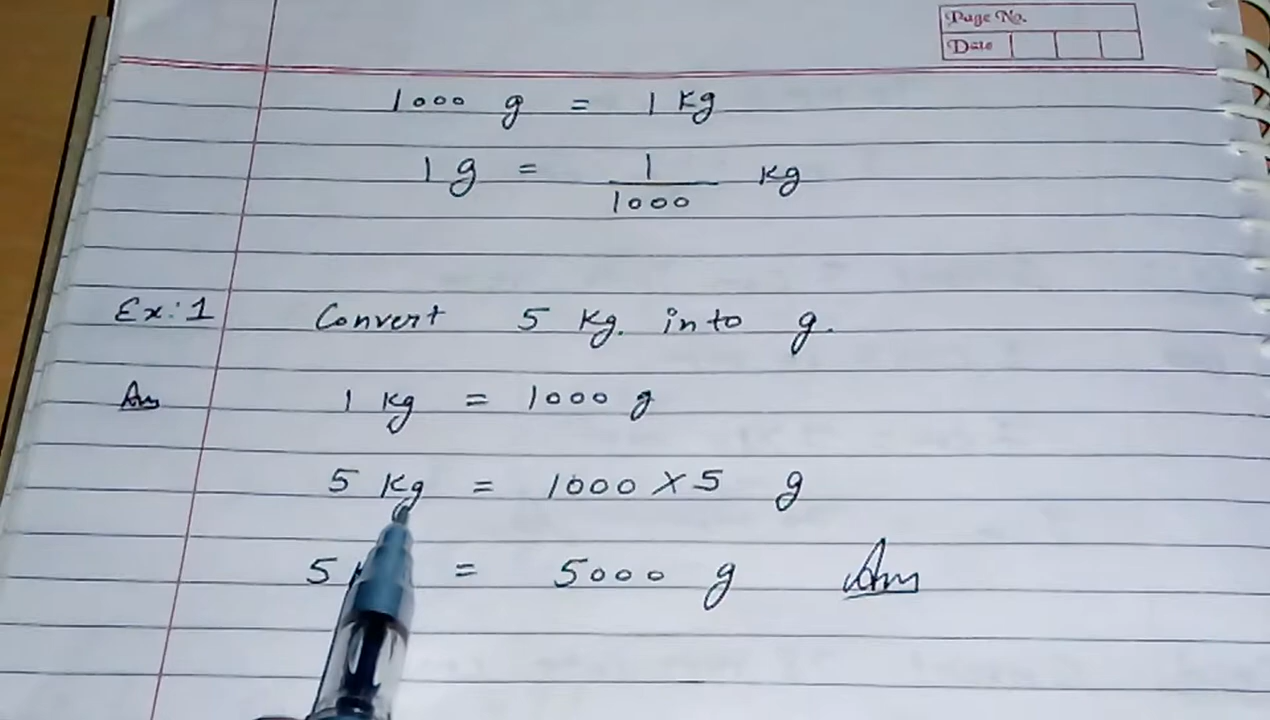 Page No.
Date
1000 g = 1 Kg
1 g = 1/1000 Kg
Ex:1 Convert 5 Kg. into g.
Ans 1 Kg = 1000 g
5 Kg = 1000 × 5 g
5 = 5000 g Ans